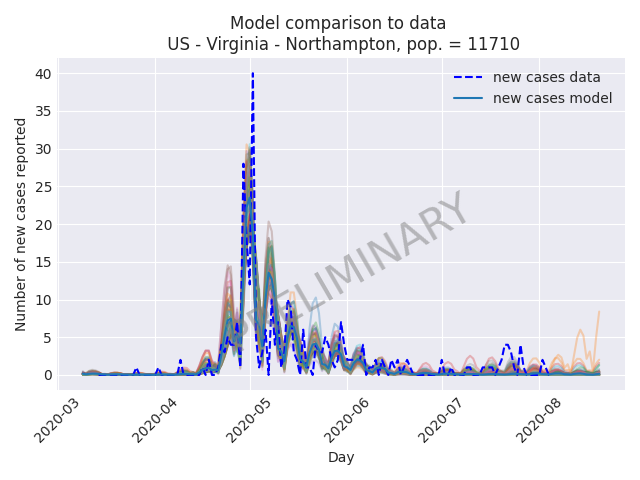 Model comparison to data
US - Virginia - Northampton, pop. = 11710
new cases data
new cases model
Number of new cases reported
40
35
30
25
20
15
10
5
0
PRELIMINARY
2020-03
2020-04
2020-05
2020-06
2020-07
2020-08
Day